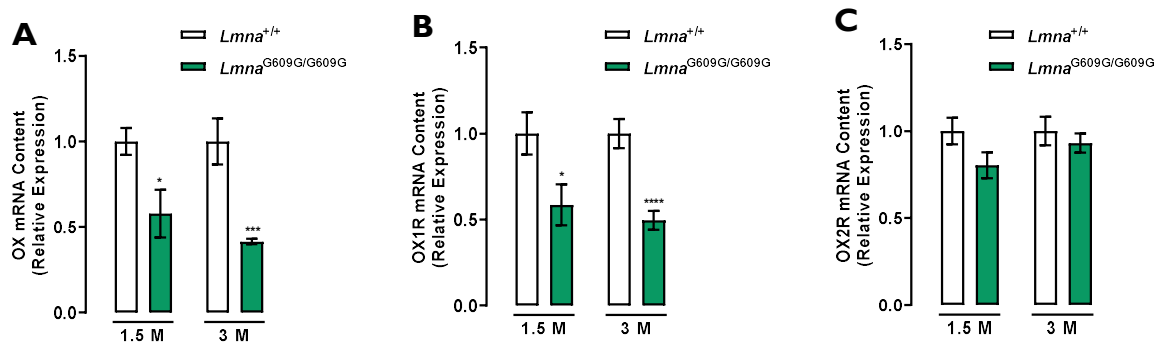 A
Lmna+/+
LmnaG609G/G609G
OX mRNA Content
(Relative Expression)
1.5
1.0
0.5
0.0
*
***
1.5 M
3 M
B
Lmna+/+
LmnaG609G/G609G
OX1R mRNA Content
(Relative Expression)
1.5
1.0
0.5
0.0
*
****
1.5 M
3 M
C
Lmna+/+
LmnaG609G/G609G
OX2R mRNA Content
(Relative Expression)
1.5
1.0
0.5
0.0
1.5 M
3 M